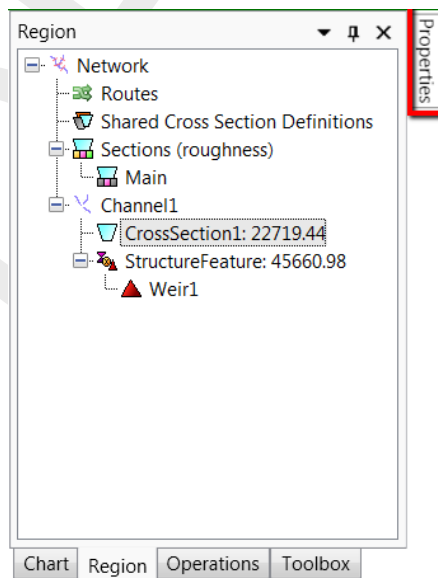 Region
Properties
Network
Routes
Shared Cross Section Definitions
Sections (roughness)
Main
Channel1
CrossSection1: 22719.44
StructureFeature: 45660.98
Weir1
Chart
Region
Operations
Toolbox